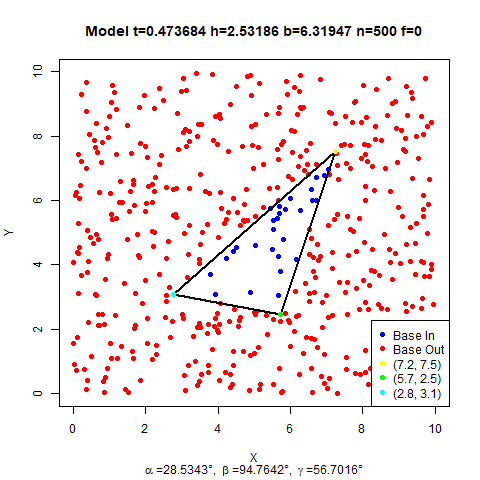 Model t=0.473684 h=2.53186 b=6.31947 n=500 f=0
10
8
6
4
2
0
Y
Base In
Base Out
(7.2, 7.5)
(5.7, 2.5)
(2.8, 3.1)
0 2 4 6 8 10
X
α=28.5343°, β=94.7642°, γ=56.7016°